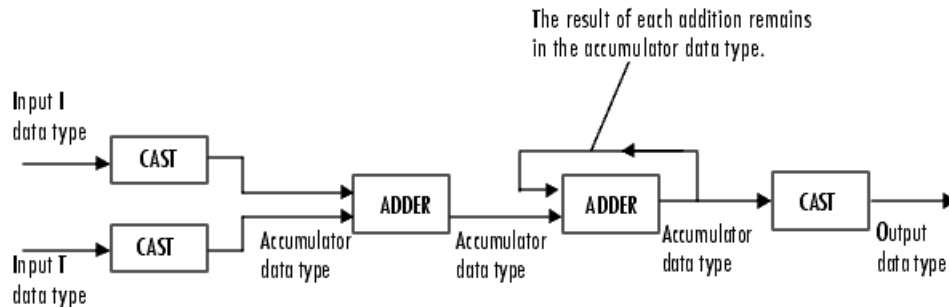 The result of each addition remains
in the accumulator data type.
Input I
data type
CAST
ADDER
ADDER
CAST
CAST
Input T
data type
Accumulator
data type
Accumulator
data type
Accumulator
data type
Output
data type